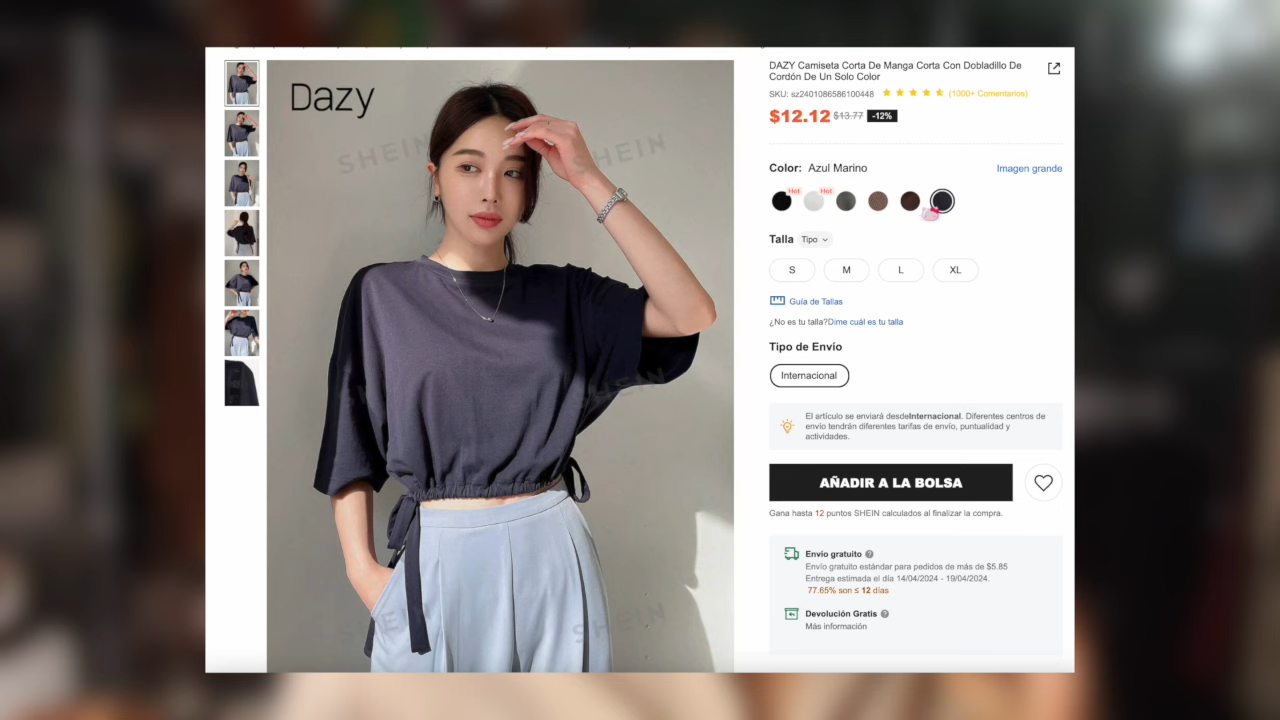 Dazy
SHEIN
SHEIN
SHEIN
SHEIN
DAZY Camiseta Corta De Manga Corta Con Dobladillo De
Cordón De Un Solo Color
SKU: sz2401086586100448 (1000+ Comentarios)
$12.12 $13.77 -12%
Color: Azul Marino Imagen grande
Hot Hot
Talla Tipo
S M L XL
Guía de Tallas
¿No es tu talla?Dime cuál es tu talla
Tipo de Envío
Internacional
El artículo se enviará desdeInternacional. Diferentes centros de
envío tendrán diferentes tarifas de envío, puntualidad y
actividades.
AÑADIR A LA BOLSA
Gana hasta 12 puntos SHEIN calculados al finalizar la compra.
Envío gratuito ?
Envío gratuito estándar para pedidos de más de $5.85
Entrega estimada el día 14/04/2024 - 19/04/2024.
77.65% son ≤ 12 días
Devolución Gratis ?
Más información